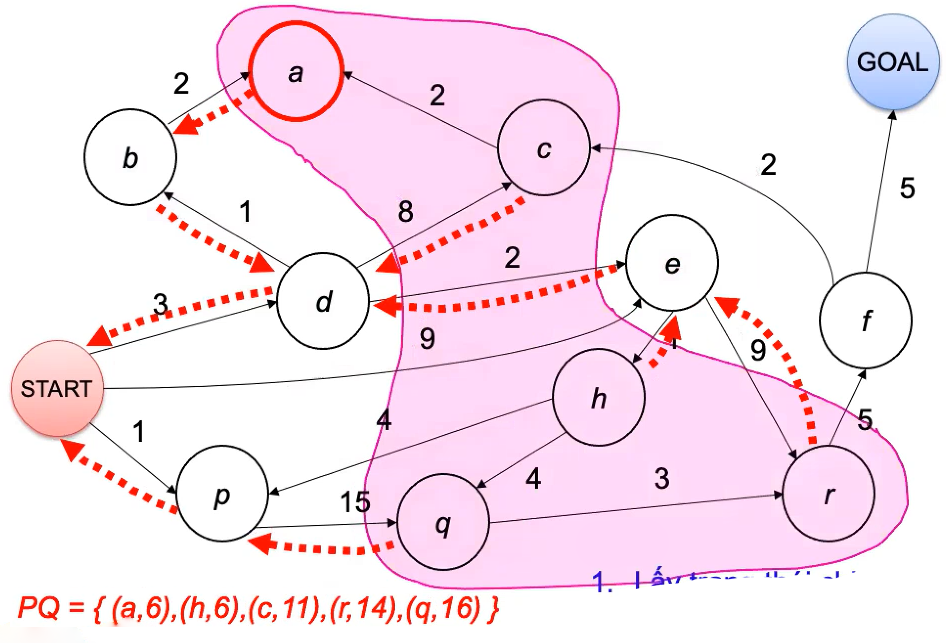 a
GOAL
2
2
c
b
2
5
1
8
2
e
d
3
f
9
9
START
h
4
5
1
4
3
p
15
r
q
1.
PQ = { (a,6),(h,6),(c,11),(r,14),(q,16) }